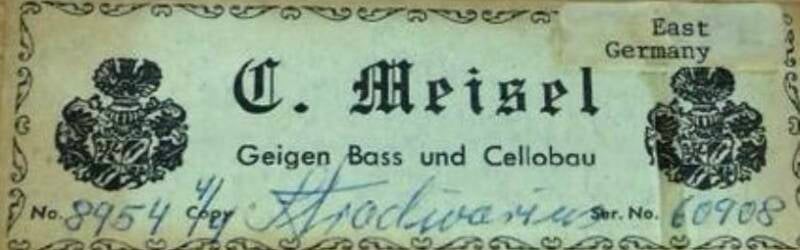 East
Germany
C. Meisel
Geigen Bass und Cellobau
No. 8954 4/4 Copy Stradivarius Ser. No. 60908